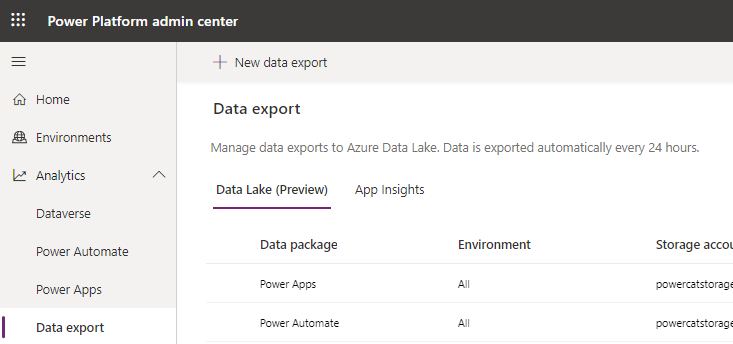 Power Platform admin center
New data export
Home
Environments
Analytics
Dataverse
Power Automate
Power Apps
Data export
Data export
Manage data exports to Azure Data Lake. Data is exported automatically every 24 hours.
Data Lake (Preview) App Insights
Data package Environment Storage accou
Power Apps All powercatstorage
Power Automate All powercatstorage